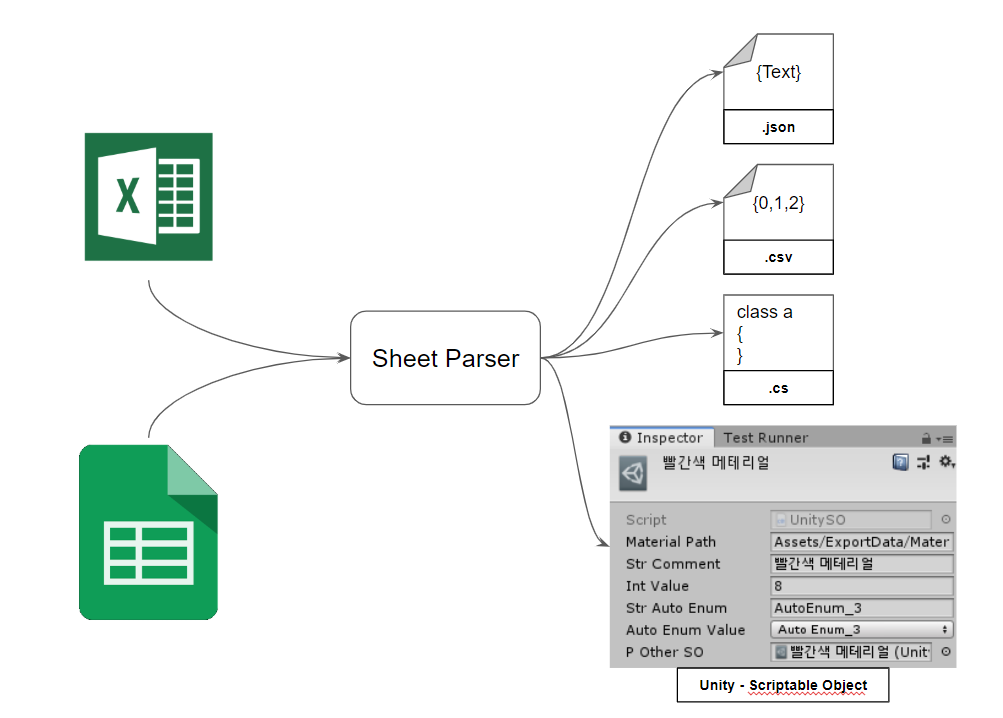 X
Sheet Parser
{Text}
.json
{0,1,2}
.csv
class a
{
}
.cs
Inspector Test Runner
빨간색 메테리얼
Script UnitySO
Material Path Assets/ExportData/Mater
Str Comment 빨간색 메테리얼
Int Value 8
Str Auto Enum AutoEnum_3
Auto Enum Value Auto Enum_3
P Other SO 빨간색 메테리얼 (Unit
Unity - Scriptable Object